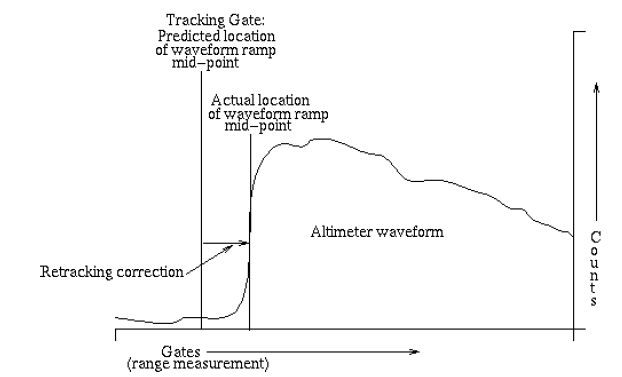 Tracking Gate:
Predicted location
of waveform ramp
mid-point
Actual location
of waveform ramp
mid-point
Altimeter waveform
Retracking correction
Counts
Gates
(range measurement)